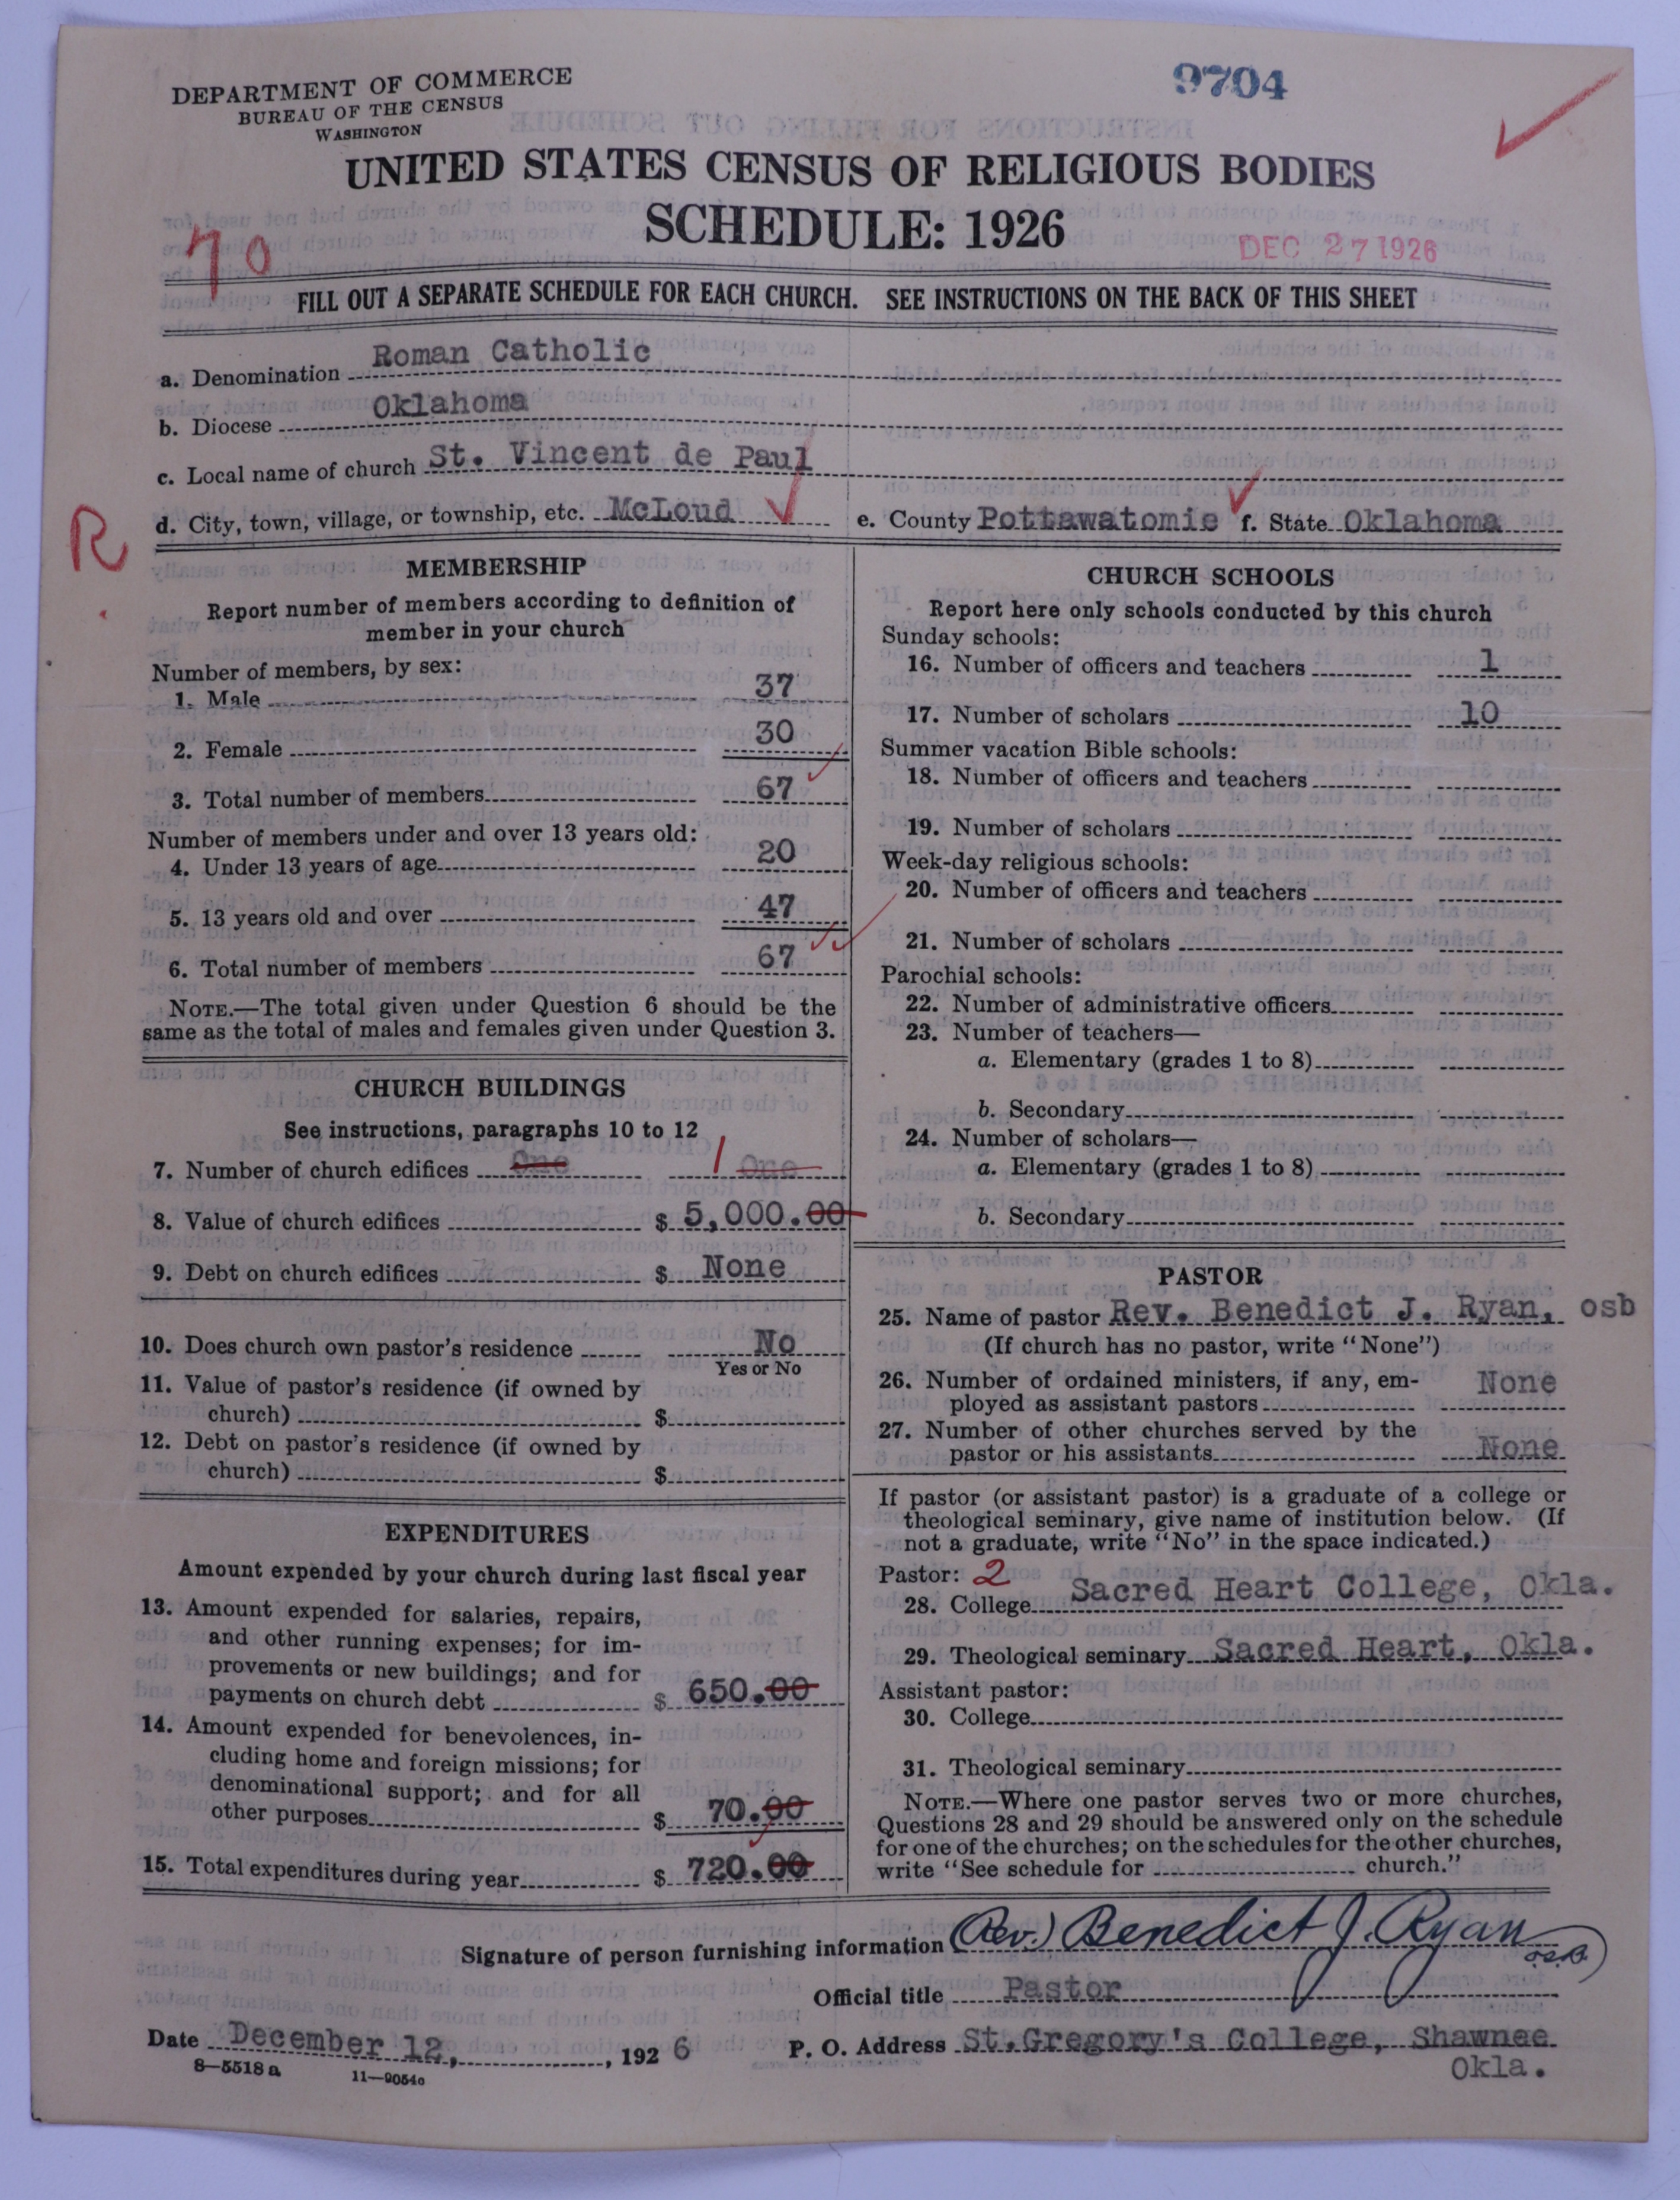 DEPARTMENT OF COMMERCE
BUREAU OF THE CENSUS
WASHINGTON
9704
UNITED STATES CENSUS OF RELIGIOUS BODIES
SCHEDULE: 1926
70
DEC 27 1926
FILL OUT A SEPARATE SCHEDULE FOR EACH CHURCH. SEE INSTRUCTIONS ON THE BACK OF THIS SHEET
a. Denomination Roman Catholic
b. Diocese Oklahoma
c. Local name of church St. Vincent de Paul
d. City, town, village, or township, etc. McLoud e. County Pottawatomie f. State Oklahoma
R
MEMBERSHIP
Report number of members according to definition of
member in your church
Number of members, by sex:
1. Male 37
2. Female 30
3. Total number of members 67
Number of members under and over 13 years old:
4. Under 13 years of age 20
5. 13 years old and over 47
6. Total number of members 67
NOTE.—The total given under Question 6 should be the
same as the total of males and females given under Question 3.
CHURCH BUILDINGS
See instructions, paragraphs 10 to 12
7. Number of church edifices One 1 One
8. Value of church edifices $ 5,000.00
9. Debt on church edifices $ None
10. Does church own pastor's residence No
Yes or No
11. Value of pastor's residence (if owned by
church) $
12. Debt on pastor's residence (if owned by
church) $
EXPENDITURES
Amount expended by your church during last fiscal year
13. Amount expended for salaries, repairs,
and other running expenses; for im-
provements or new buildings; and for
payments on church debt $ 650.00
14. Amount expended for benevolences, in-
cluding home and foreign missions; for
denominational support; and for all
other purposes $ 70.00
15. Total expenditures during year $ 720.00
CHURCH SCHOOLS
Report here only schools conducted by this church
Sunday schools:
16. Number of officers and teachers 1
17. Number of scholars 10
Summer vacation Bible schools:
18. Number of officers and teachers
19. Number of scholars
Week-day religious schools:
20. Number of officers and teachers
21. Number of scholars
Parochial schools:
22. Number of administrative officers
23. Number of teachers—
a. Elementary (grades 1 to 8)
b. Secondary
24. Number of scholars—
a. Elementary (grades 1 to 8)
b. Secondary
PASTOR
25. Name of pastor Rev. Benedict J. Ryan, osb
(If church has no pastor, write "None")
26. Number of ordained ministers, if any, em-
ployed as assistant pastors None
27. Number of other churches served by the
pastor or his assistants None
If pastor (or assistant pastor) is a graduate of a college or
theological seminary, give name of institution below. (If
not a graduate, write "No" in the space indicated.)
Pastor: 2
28. College Sacred Heart College, Okla.
29. Theological seminary Sacred Heart, Okla.
Assistant pastor:
30. College
31. Theological seminary
NOTE.—Where one pastor serves two or more churches,
Questions 28 and 29 should be answered only on the schedule
for one of the churches; on the schedules for the other churches,
write "See schedule for church."
Signature of person furnishing information (Rev.) Benedict J. Ryan O.S.B.
Official title Pastor
Date December 12, , 1926 P. O. Address St.Gregory's College, Shawnee
Okla.
8—5518 a 11—9054c